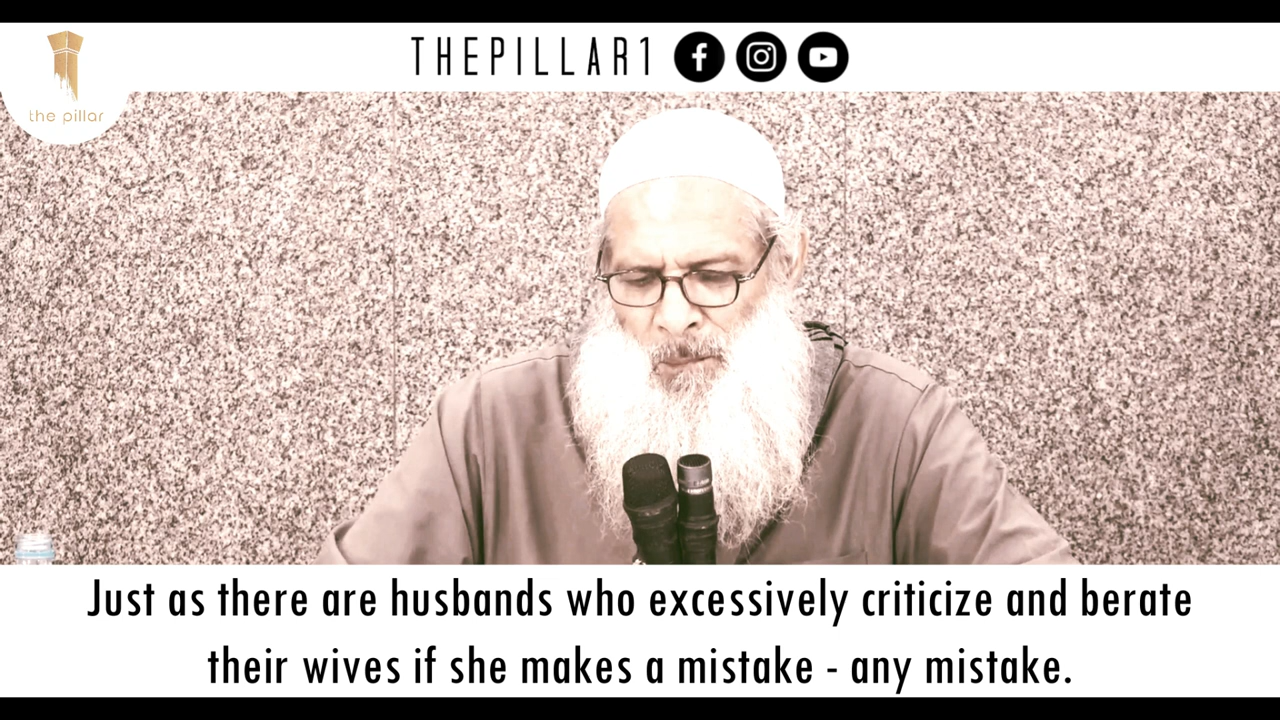 THEPILLAR1
the pillar
Just as there are husbands who excessively criticize and berate
their wives if she makes a mistake - any mistake.